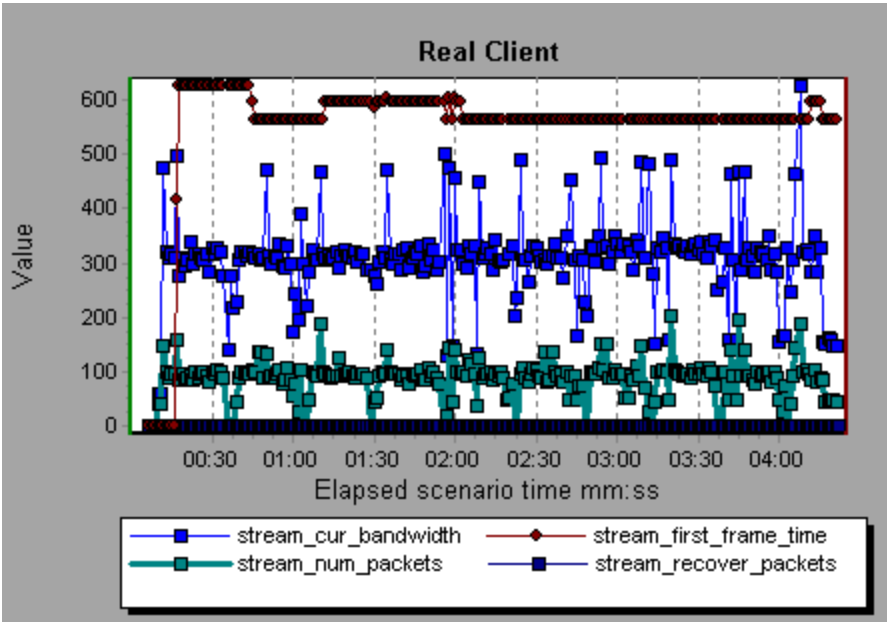 Real Client
600
500
400
300
200
100
0
Value
00:30 01:00 01:30 02:00 02:30 03:00 03:30 04:00
Elapsed scenario time mm:ss
stream_cur_bandwidth stream_first_frame_time
stream_num_packets stream_recover_packets